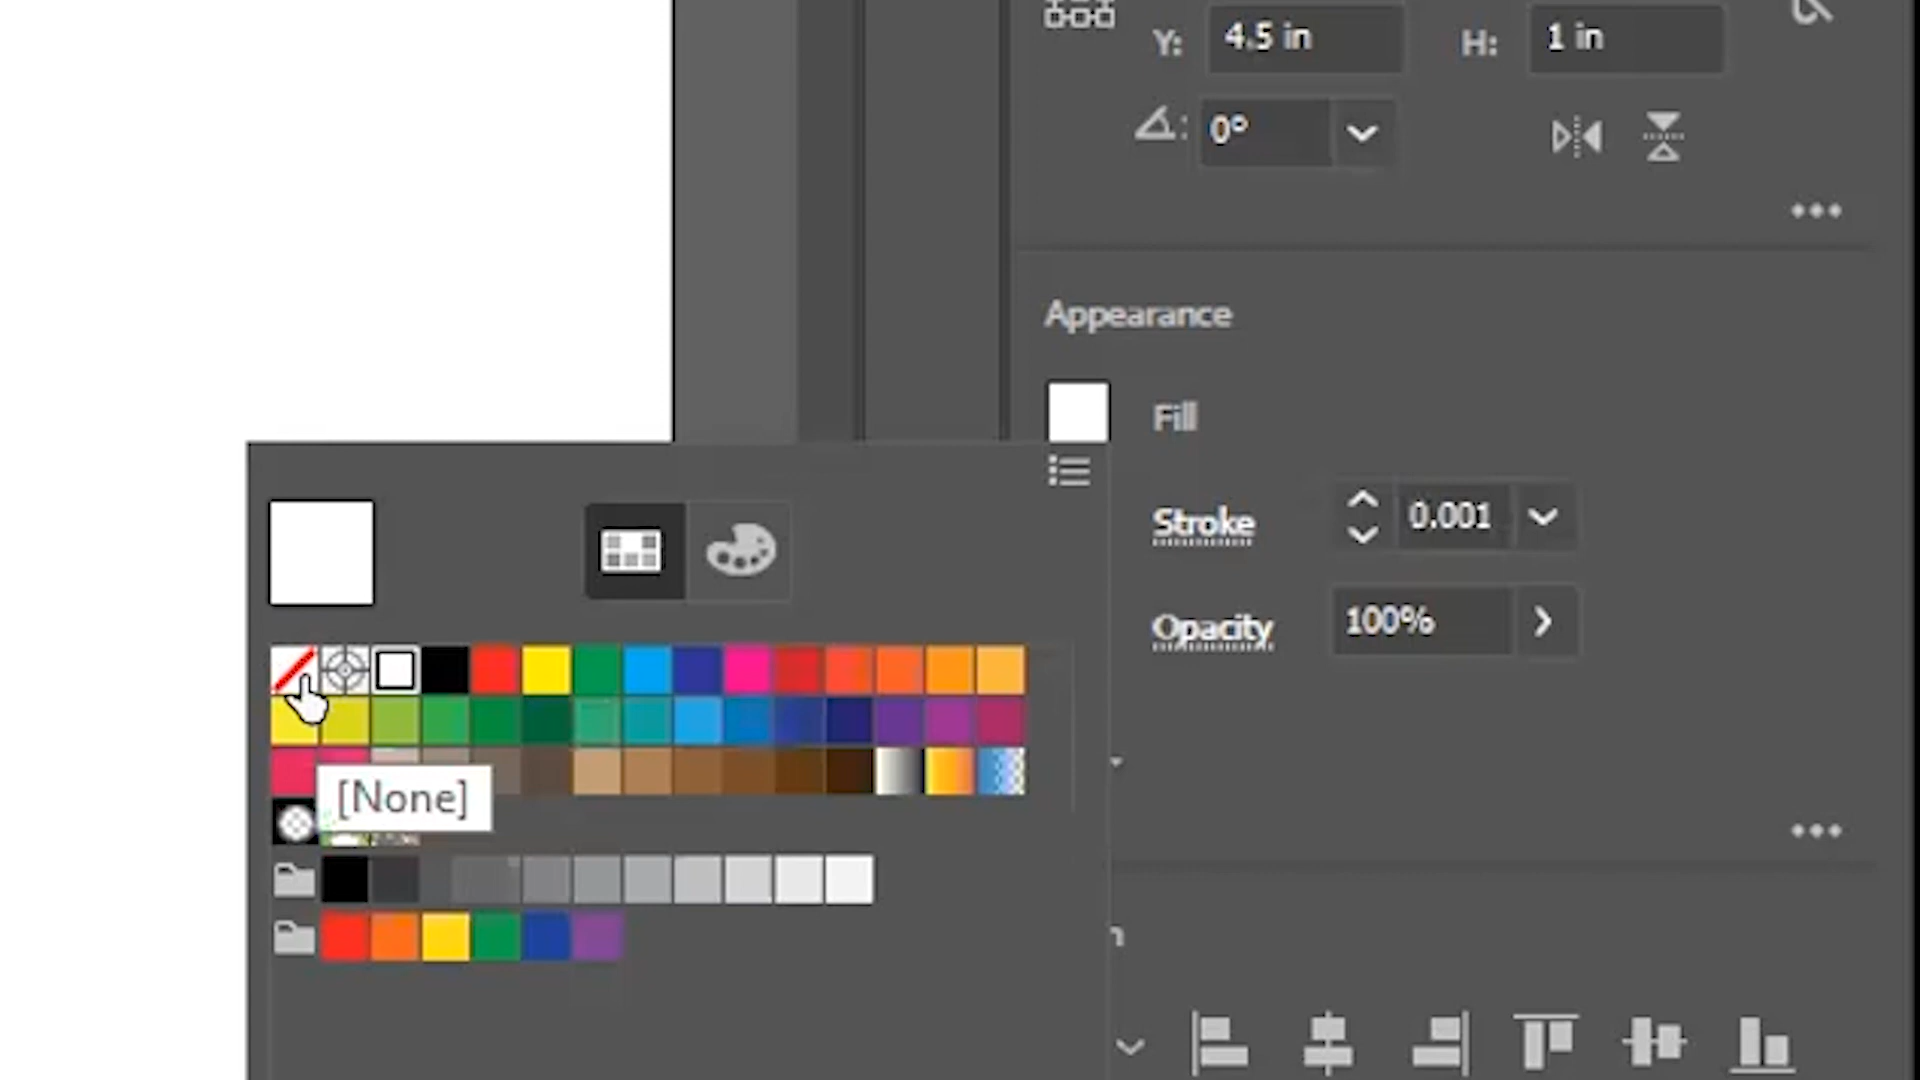 Y: 4.5 in H: 1 in
0°
Appearance
Fill
Stroke 0.001
Opacity 100%
[None]
n